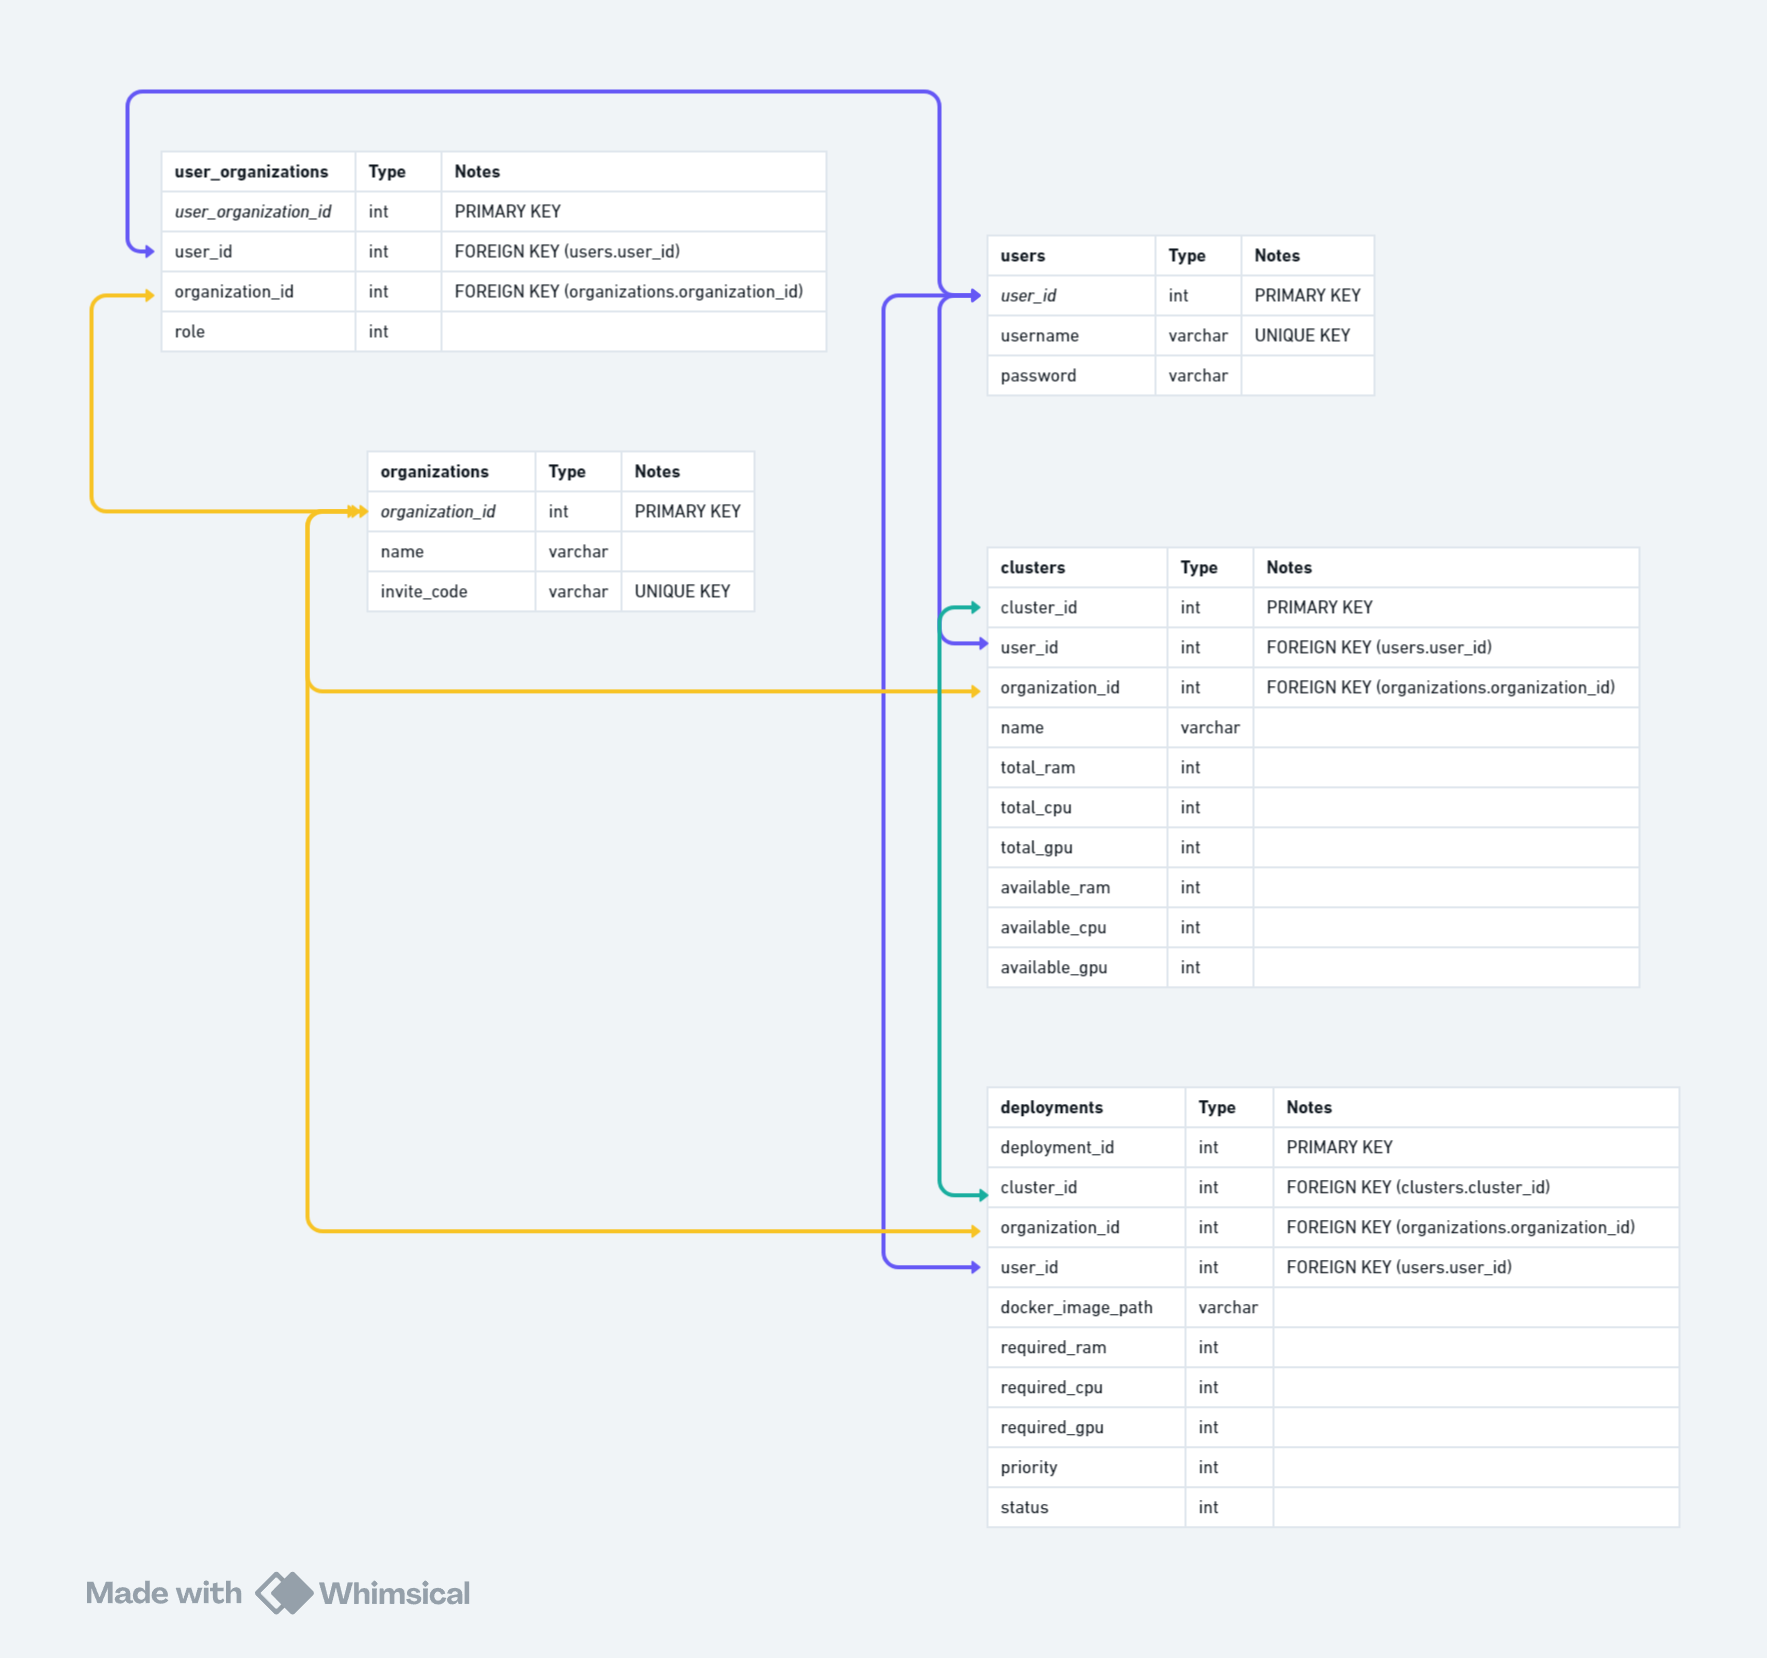 user_organizations Type Notes
user_organization_id int PRIMARY KEY
user_id int FOREIGN KEY (users.user_id)
organization_id int FOREIGN KEY (organizations.organization_id)
role int
users Type Notes
user_id int PRIMARY KEY
username varchar UNIQUE KEY
password varchar
organizations Type Notes
organization_id int PRIMARY KEY
name varchar
invite_code varchar UNIQUE KEY
clusters Type Notes
cluster_id int PRIMARY KEY
user_id int FOREIGN KEY (users.user_id)
organization_id int FOREIGN KEY (organizations.organization_id)
name varchar
total_ram int
total_cpu int
total_gpu int
available_ram int
available_cpu int
available_gpu int
deployments Type Notes
deployment_id int PRIMARY KEY
cluster_id int FOREIGN KEY (clusters.cluster_id)
organization_id int FOREIGN KEY (organizations.organization_id)
user_id int FOREIGN KEY (users.user_id)
docker_image_path varchar
required_ram int
required_cpu int
required_gpu int
priority int
status int
Made with Whimsical